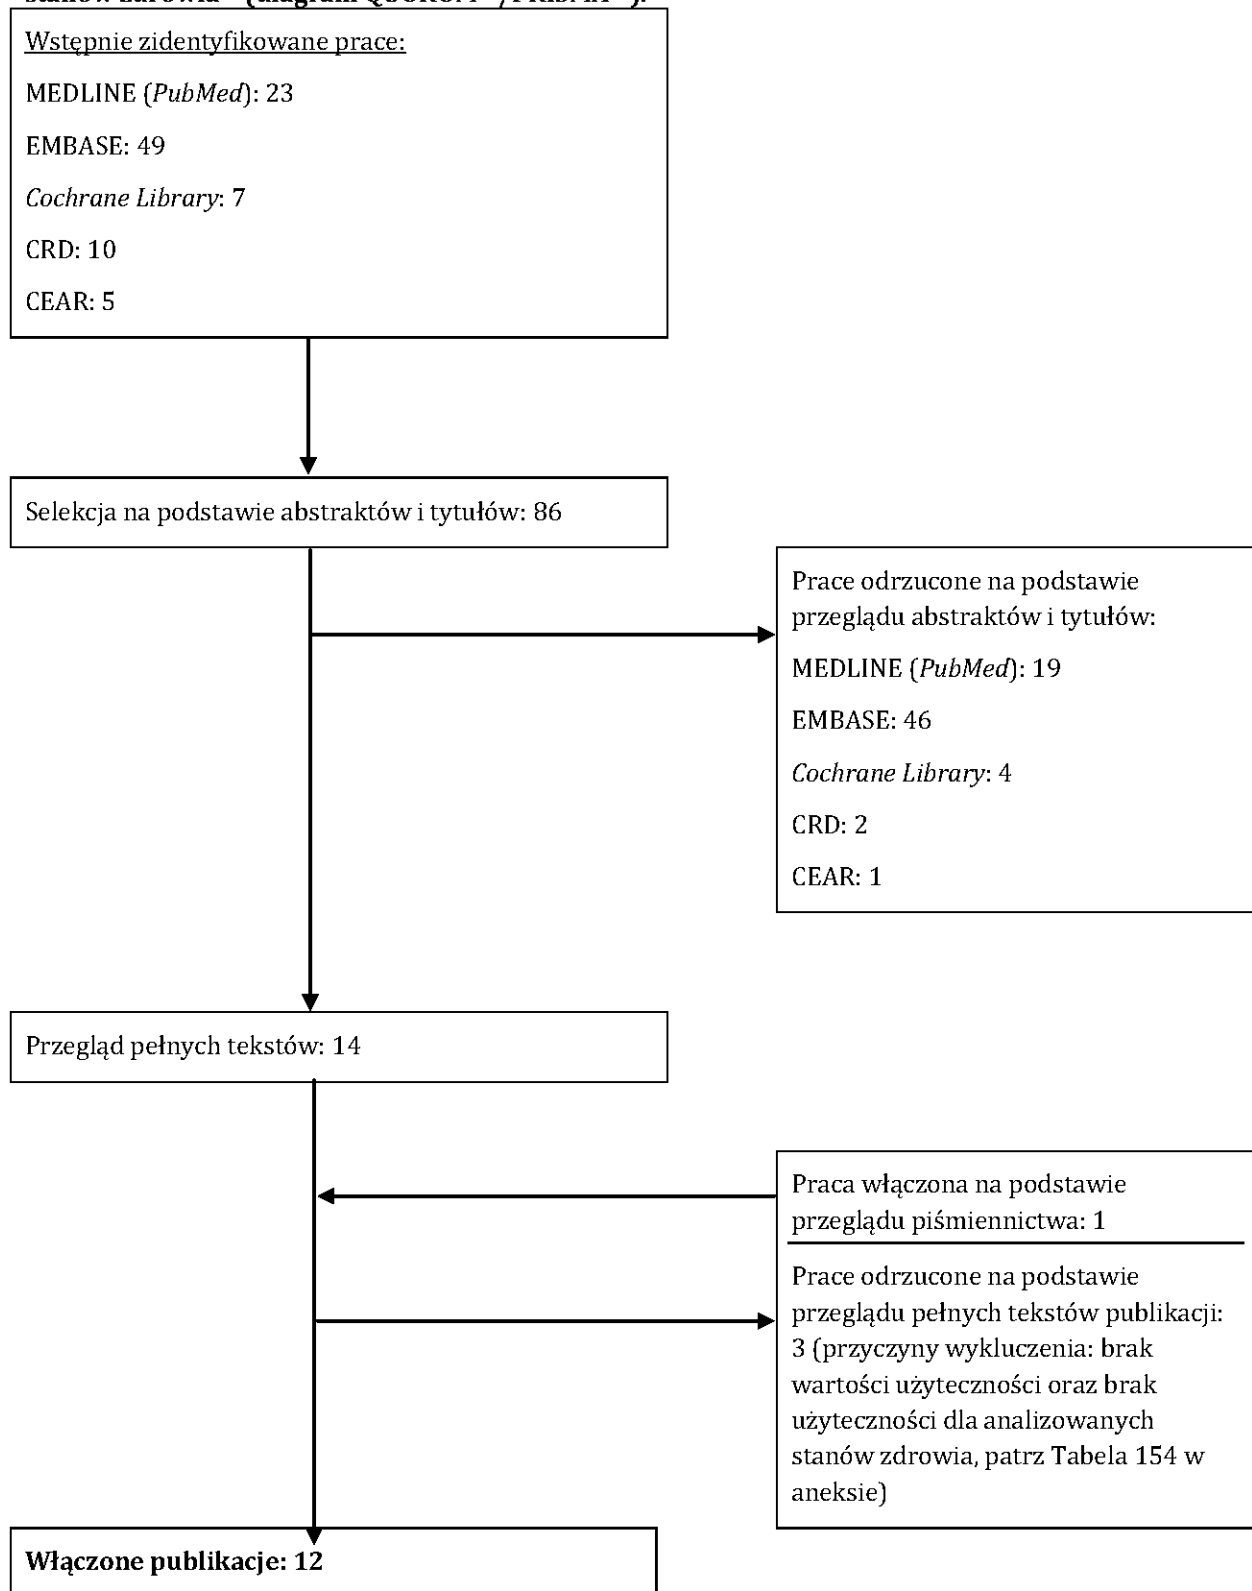 Wstępnie zidentyfikowane prace:
MEDLINE (PubMed): 23
EMBASE: 49
Cochrane Library: 7
CRD: 10
CEAR: 5
Selekcja na podstawie abstraktów i tytułów: 86
Prace odrzucone na podstawie
przeglądu abstraktów i tytułów:
MEDLINE (PubMed): 19
EMBASE: 46
Cochrane Library: 4
CRD: 2
CEAR: 1
Przegląd pełnych tekstów: 14
Praca włączona na podstawie
przeglądu piśmiennictwa: 1
Prace odrzucone na podstawie
przeglądu pełnych tekstów publikacji:
3 (przyczyny wykluczenia: brak
wartości użyteczności oraz brak
użyteczności dla analizowanych
stanów zdrowia, patrz Tabela 154 w
aneksie)
Włączone publikacje: 12